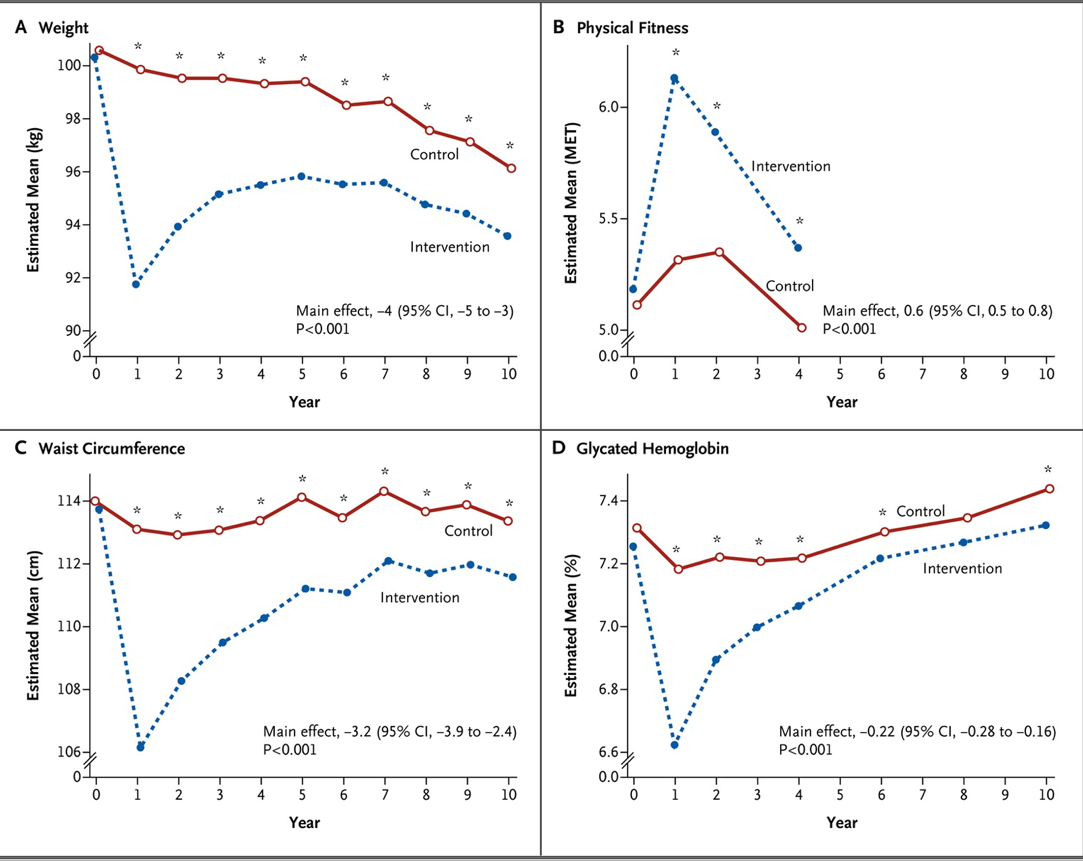 A Weight
Estimated Mean (kg)
100
98
96
94
92
90
0
* * * * * * * * * *
Control
Intervention
Main effect, –4 (95% CI, –5 to –3)
P<0.001
0 1 2 3 4 5 6 7 8 9 10
Year
B Physical Fitness
Estimated Mean (MET)
6.0
5.5
5.0
0.0
* * *
Intervention
Control
Main effect, 0.6 (95% CI, 0.5 to 0.8)
P<0.001
0 1 2 3 4 5 6 7 8 9 10
Year
C Waist Circumference
Estimated Mean (cm)
114
112
110
108
106
0
* * * * * * * * * *
Control
Intervention
Main effect, –3.2 (95% CI, –3.9 to –2.4)
P<0.001
0 1 2 3 4 5 6 7 8 9 10
Year
D Glycated Hemoglobin
Estimated Mean (%)
7.4
7.2
7.0
6.8
6.6
0.0
* * * * * *
Control
Intervention
Main effect, –0.22 (95% CI, –0.28 to –0.16)
P<0.001
0 1 2 3 4 5 6 7 8 9 10
Year